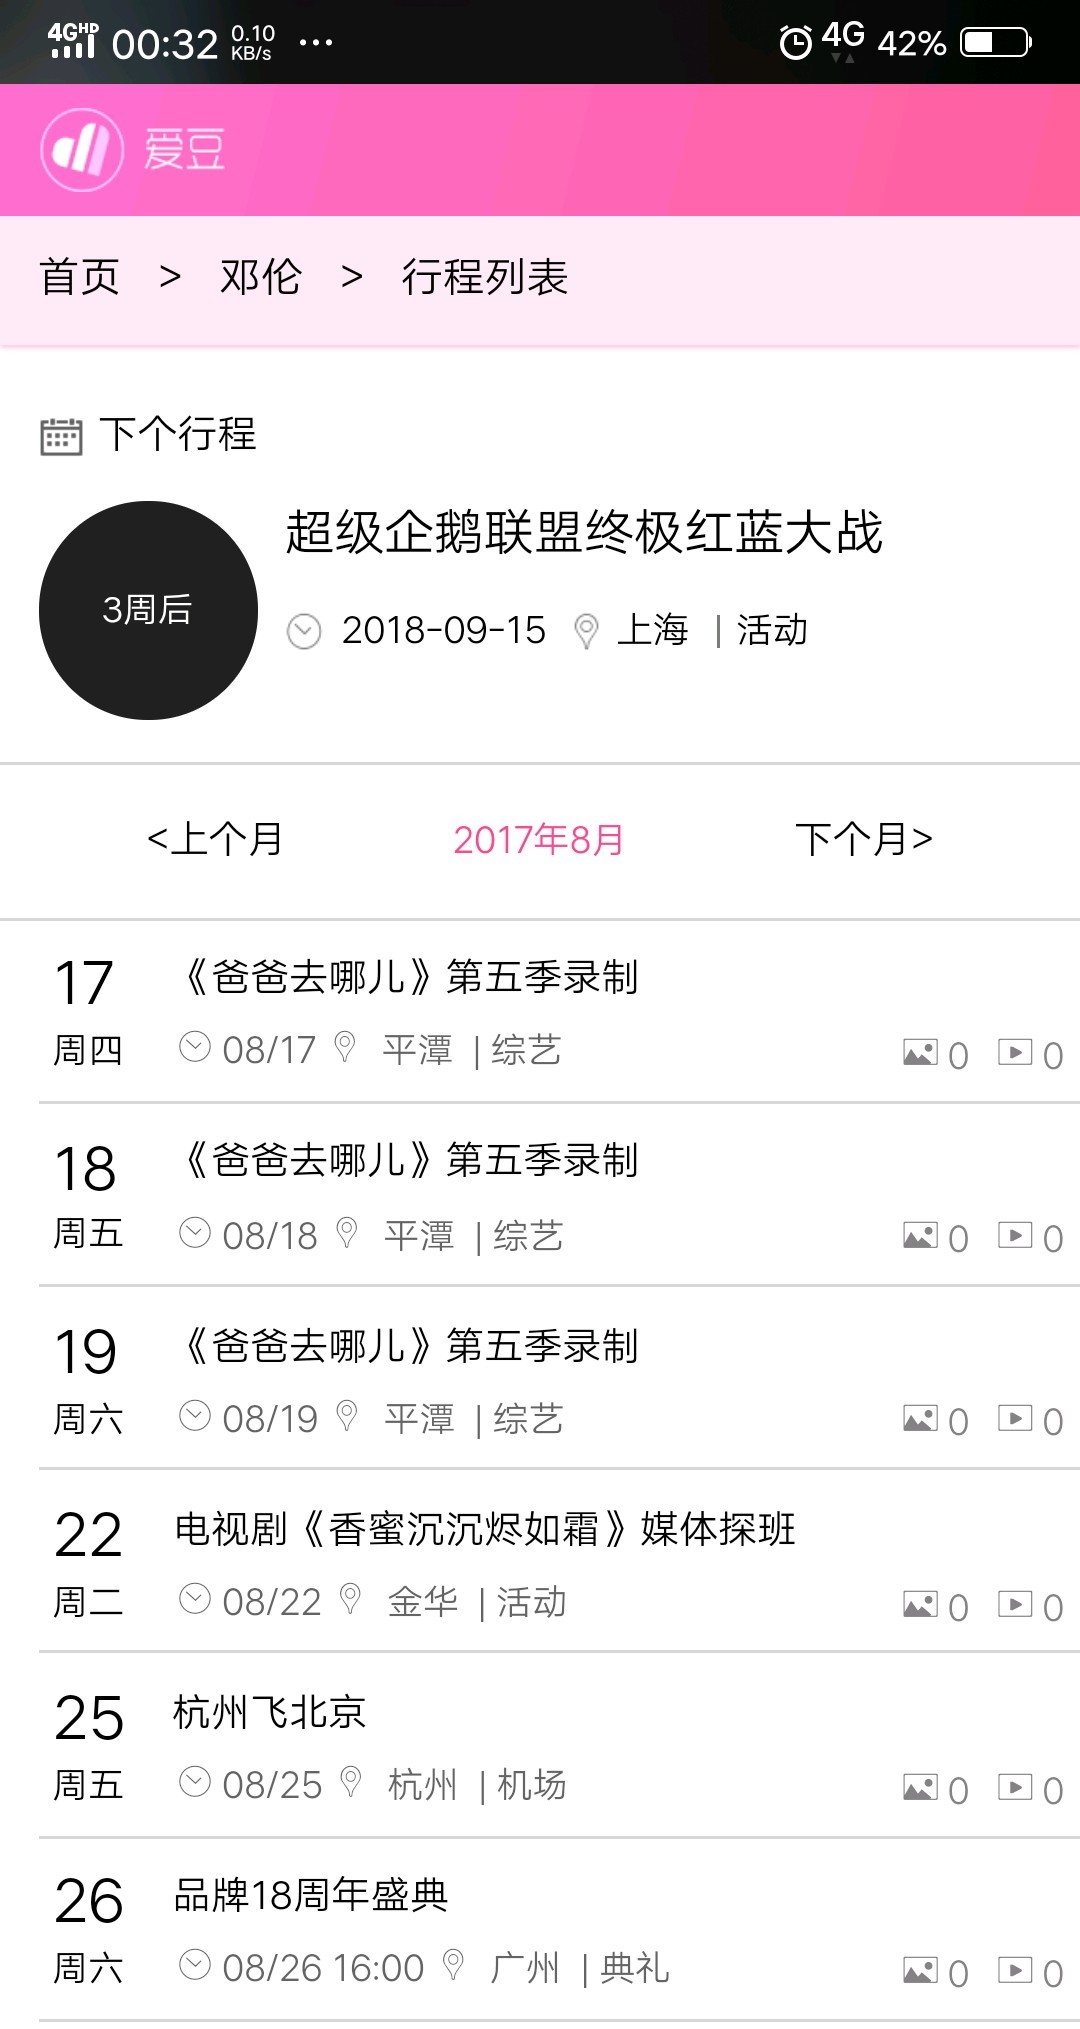 4GHD 00:32 0.10 KB/s ··· 4G 42%
爱豆
首页 > 邓伦 > 行程列表
下个行程
3周后
超级企鹅联盟终极红蓝大战
2018-09-15 上海 | 活动
<上个月 2017年8月 下个月>
17 《爸爸去哪儿》第五季录制
周四 08/17 平潭 | 综艺 0 0
18 《爸爸去哪儿》第五季录制
周五 08/18 平潭 | 综艺 0 0
19 《爸爸去哪儿》第五季录制
周六 08/19 平潭 | 综艺 0 0
22 电视剧《香蜜沉沉烬如霜》媒体探班
周二 08/22 金华 | 活动 0 0
25 杭州飞北京
周五 08/25 杭州 | 机场 0 0
26 品牌18周年盛典
周六 08/26 16:00 广州 | 典礼 0 0